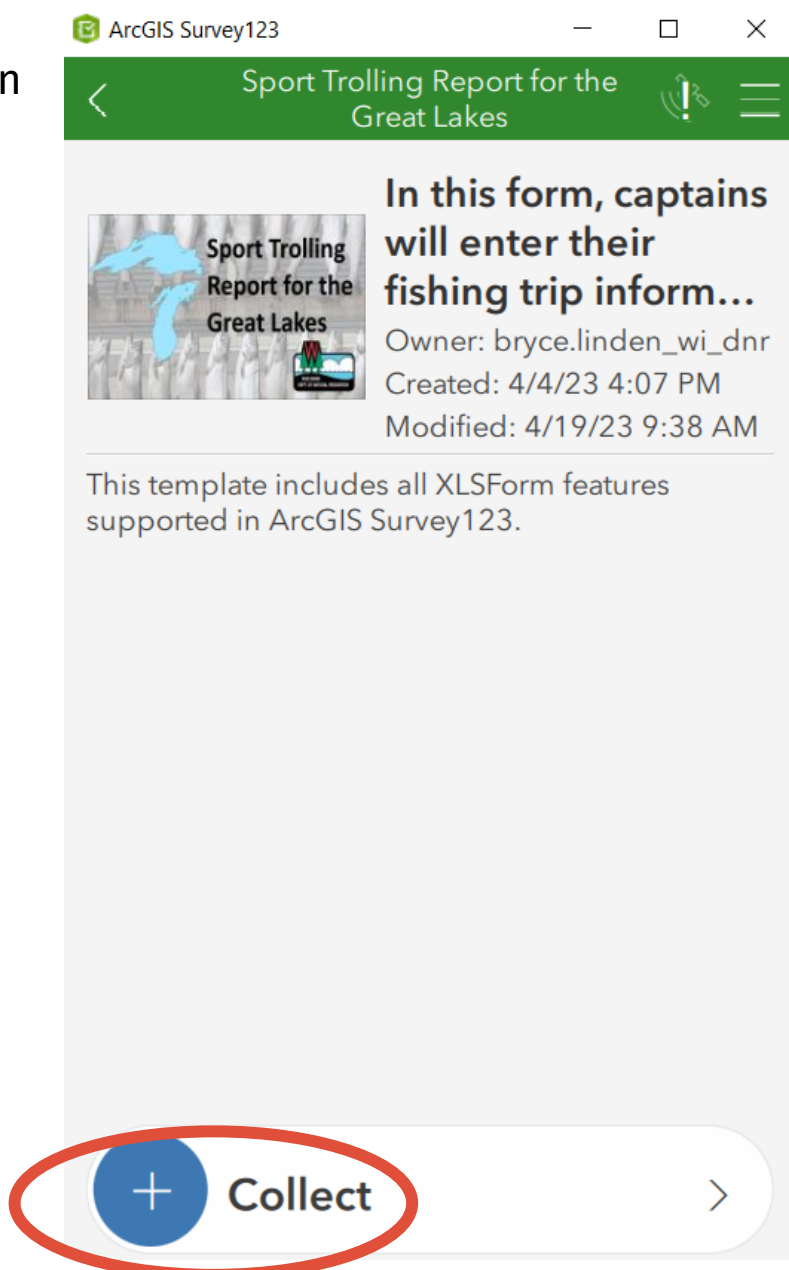 ArcGIS Survey123
n
Sport Trolling Report for the
Great Lakes
In this form, captains
will enter their
fishing trip inform...
Sport Trolling
Report for the
Great Lakes
Owner: bryce.linden_wi_dnr
Created: 4/4/23 4:07 PM
Modified: 4/19/23 9:38 AM
This template includes all XLSForm features
supported in ArcGIS Survey123.
Collect